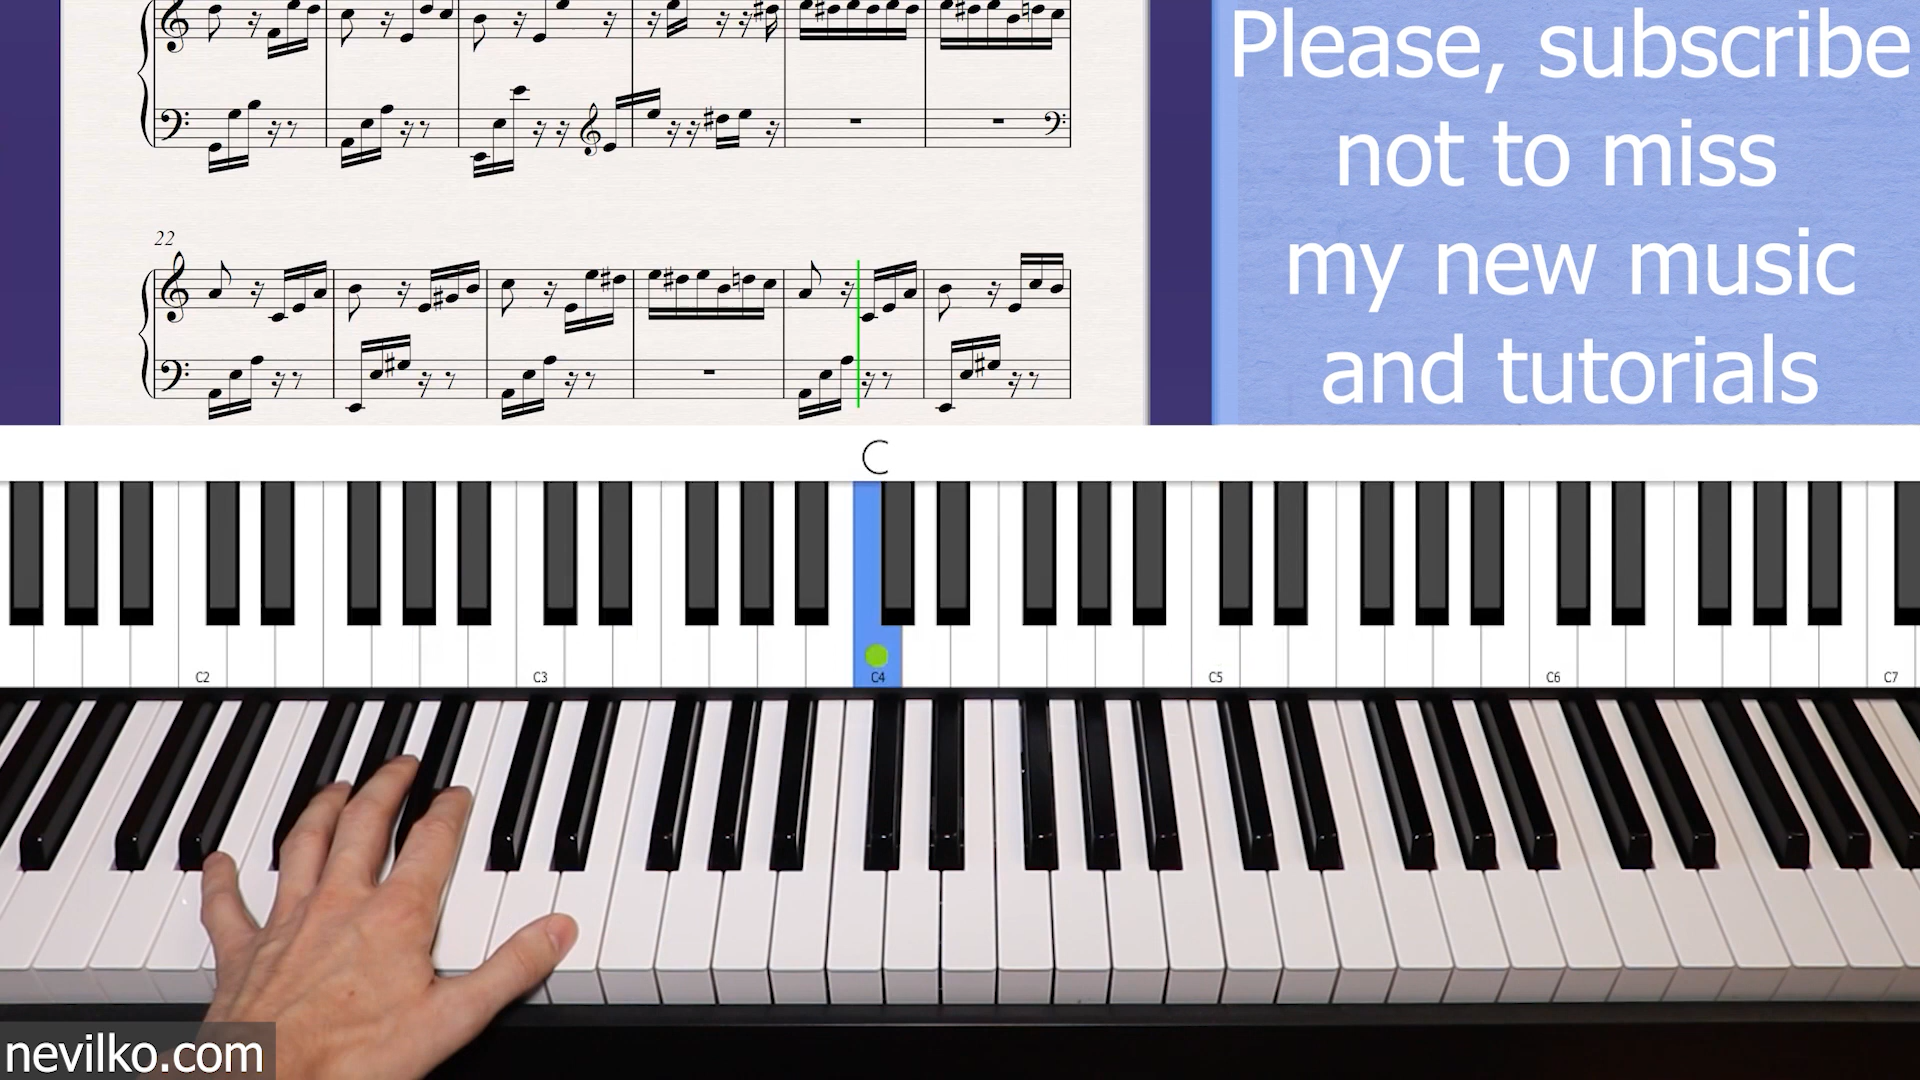 Please, subscribe
not to miss
my new music
and tutorials
22
C
C2
C3
C4
C5
C6
C7
nevilko.com